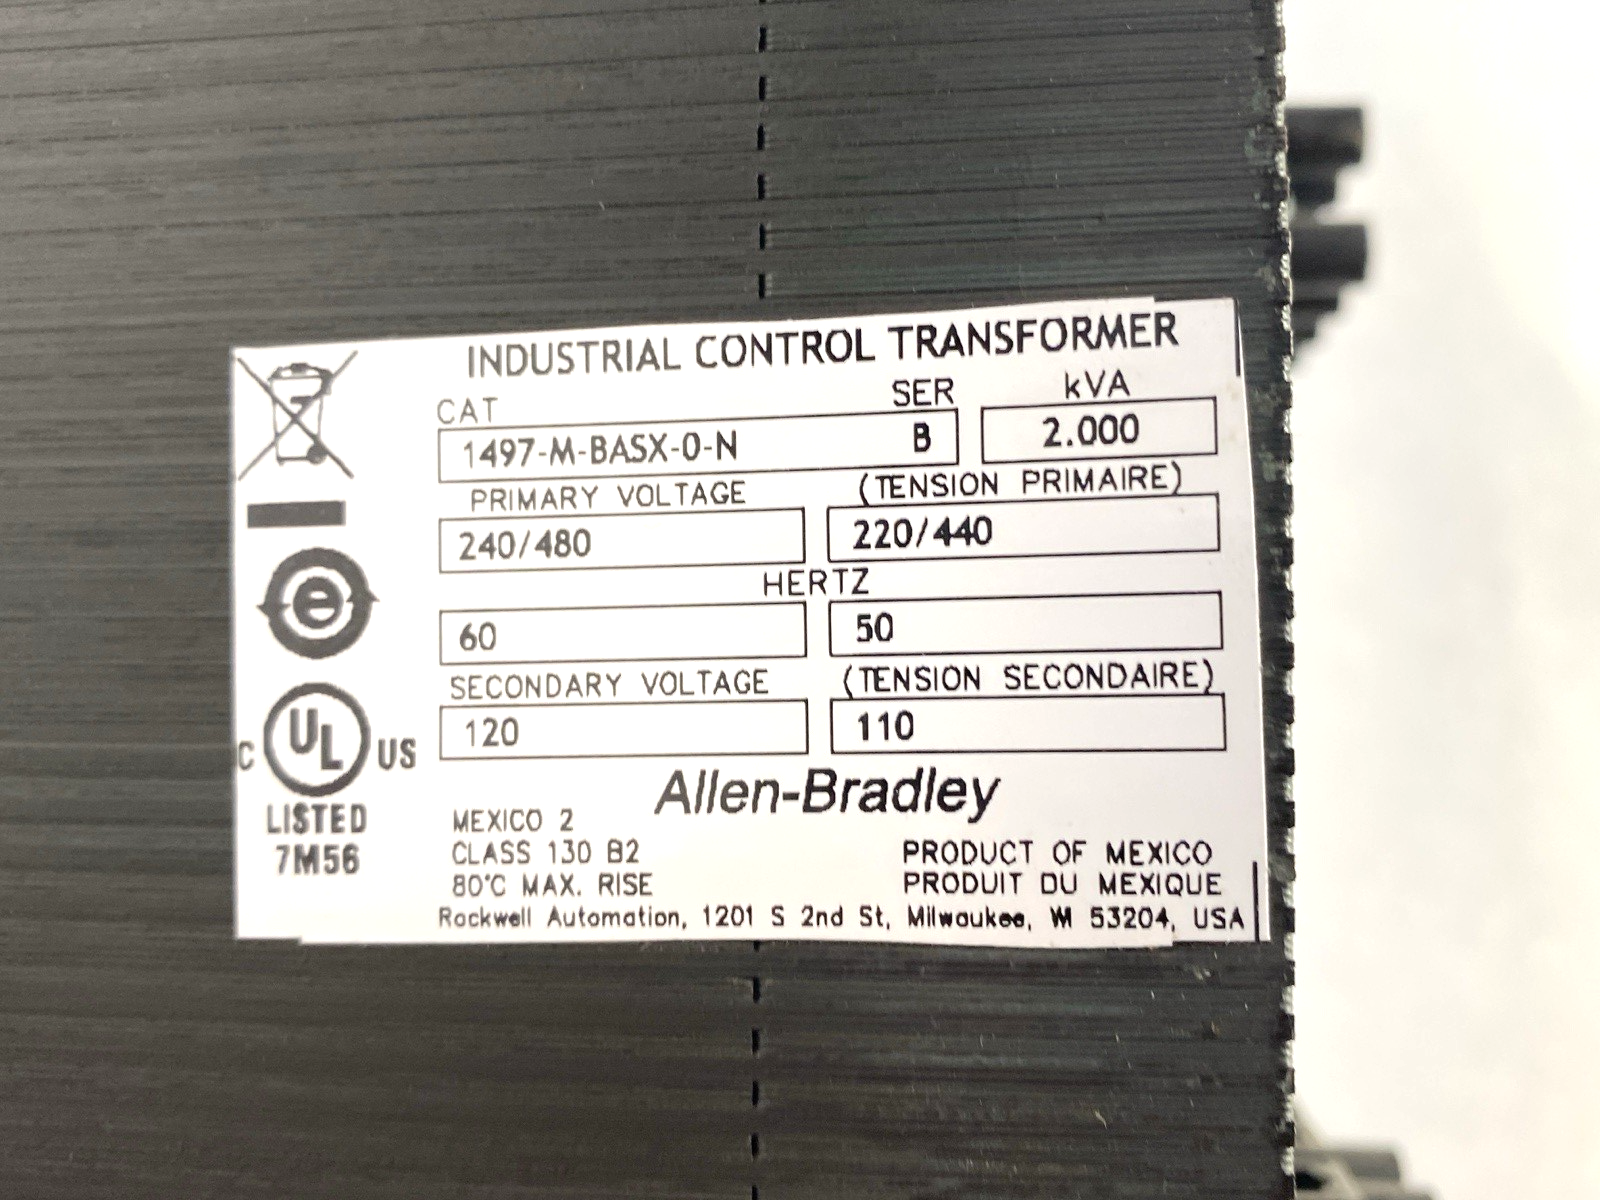 INDUSTRIAL CONTROL TRANSFORMER
CAT SER kVA
1497-M-BASX-0-N B 2.000
PRIMARY VOLTAGE (TENSION PRIMAIRE)
240/480 220/440
HERTZ
60 50
SECONDARY VOLTAGE (TENSION SECONDAIRE)
120 110
e
C UL US
LISTED
7M56
Allen-Bradley
MEXICO 2
CLASS 130 B2 PRODUCT OF MEXICO
80°C MAX. RISE PRODUIT DU MEXIQUE
Rockwell Automation, 1201 S 2nd St, Milwaukee, WI 53204, USA